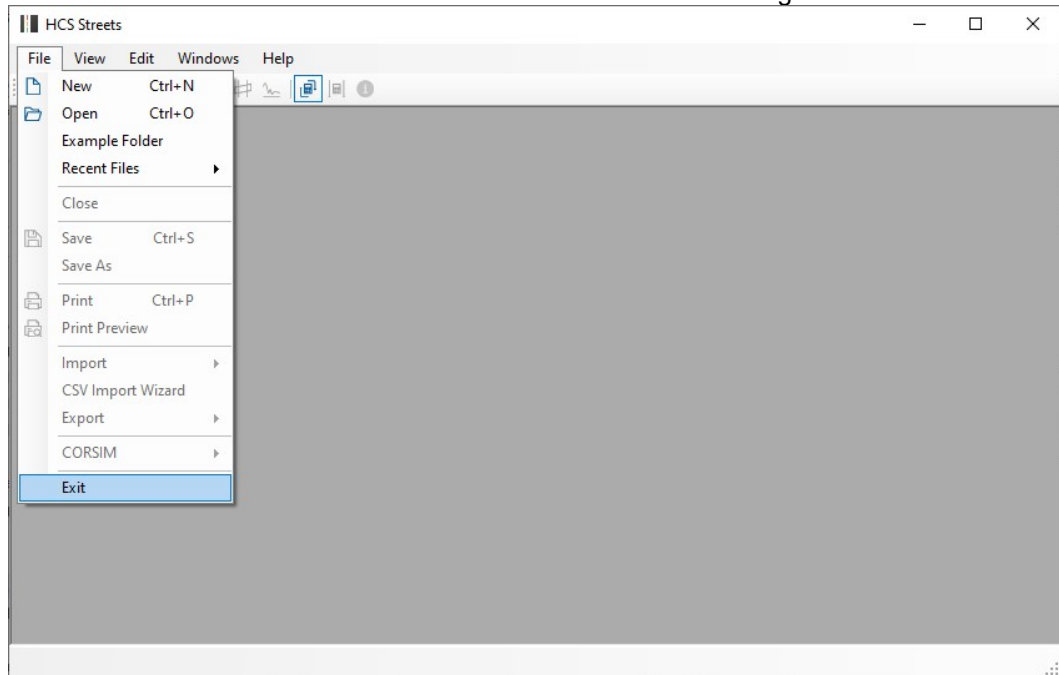 HCS Streets
File View Edit Windows Help
New Ctrl+N
Open Ctrl+O
Example Folder
Recent Files
Close
Save Ctrl+S
Save As
Print Ctrl+P
Print Preview
Import
CSV Import Wizard
Export
CORSIM
Exit